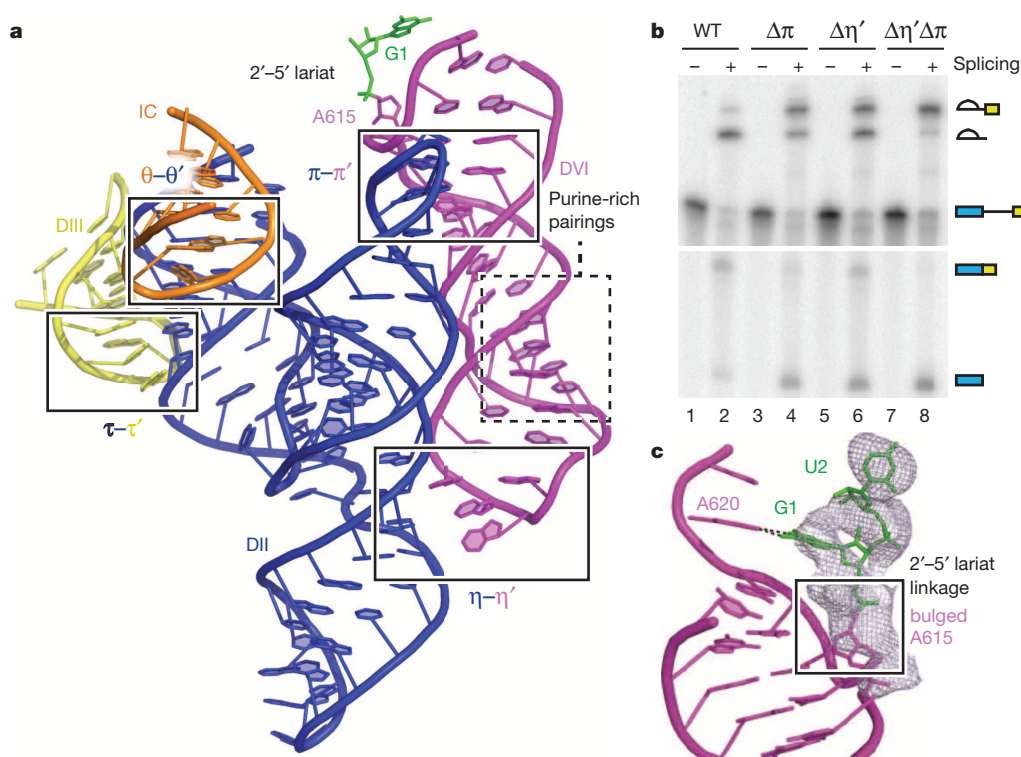 a
G1
2′–5′ lariat
A615
IC
θ–θ′
π–π′
DVI
Purine-rich
pairings
DIII
τ–τ′
DII
η–η′
b
WT Δπ Δη′ Δη′Δπ
– + – + – + – + Splicing
1 2 3 4 5 6 7 8
c
U2
A620
G1
2′–5′ lariat
linkage
bulged
A615